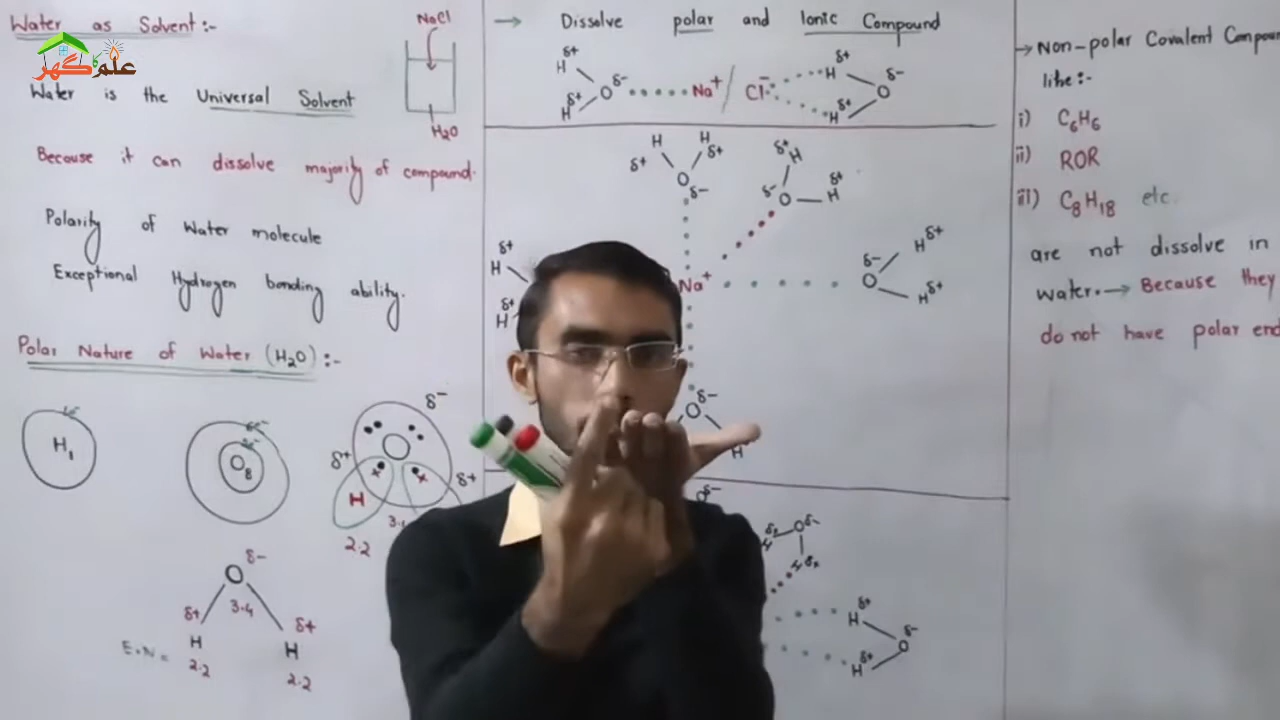 Water as Solvent:-
علم کا گھر
Water is the Universal Solvent
NaCl
H₂O
Because it can dissolve majority of compound.
Polarity of Water molecule
Exceptional Hydrogen bonding ability.
Polar Nature of Water (H₂O) :-
H₁
O₈
δ-
δ+
δ+
H
2.2
δ-
O
3.4
δ+
δ+
H
H
E.N =
2.2
2.2
→ Dissolve polar and Ionic Compound
δ+
H
δ-
O
δ+
H
Na⁺ / Cl⁻
δ+
H
δ-
O
δ+
H
H H
δ+ δ+
O
δ-
δ+
H
δ-
O
H
δ+
δ+
H
δ+
H
Na⁺
δ-
O
H
δ+
H
δ+
O
δ-
H
δ-
O
δ-
δ+
H
O
δ-
δ+
H
→ Non-polar Covalent Compoun
like :-
i) C₆H₆
ii) ROR
iii) C₈H₁₈ etc.
are not dissolve in
water. → Because they
do not have polar end